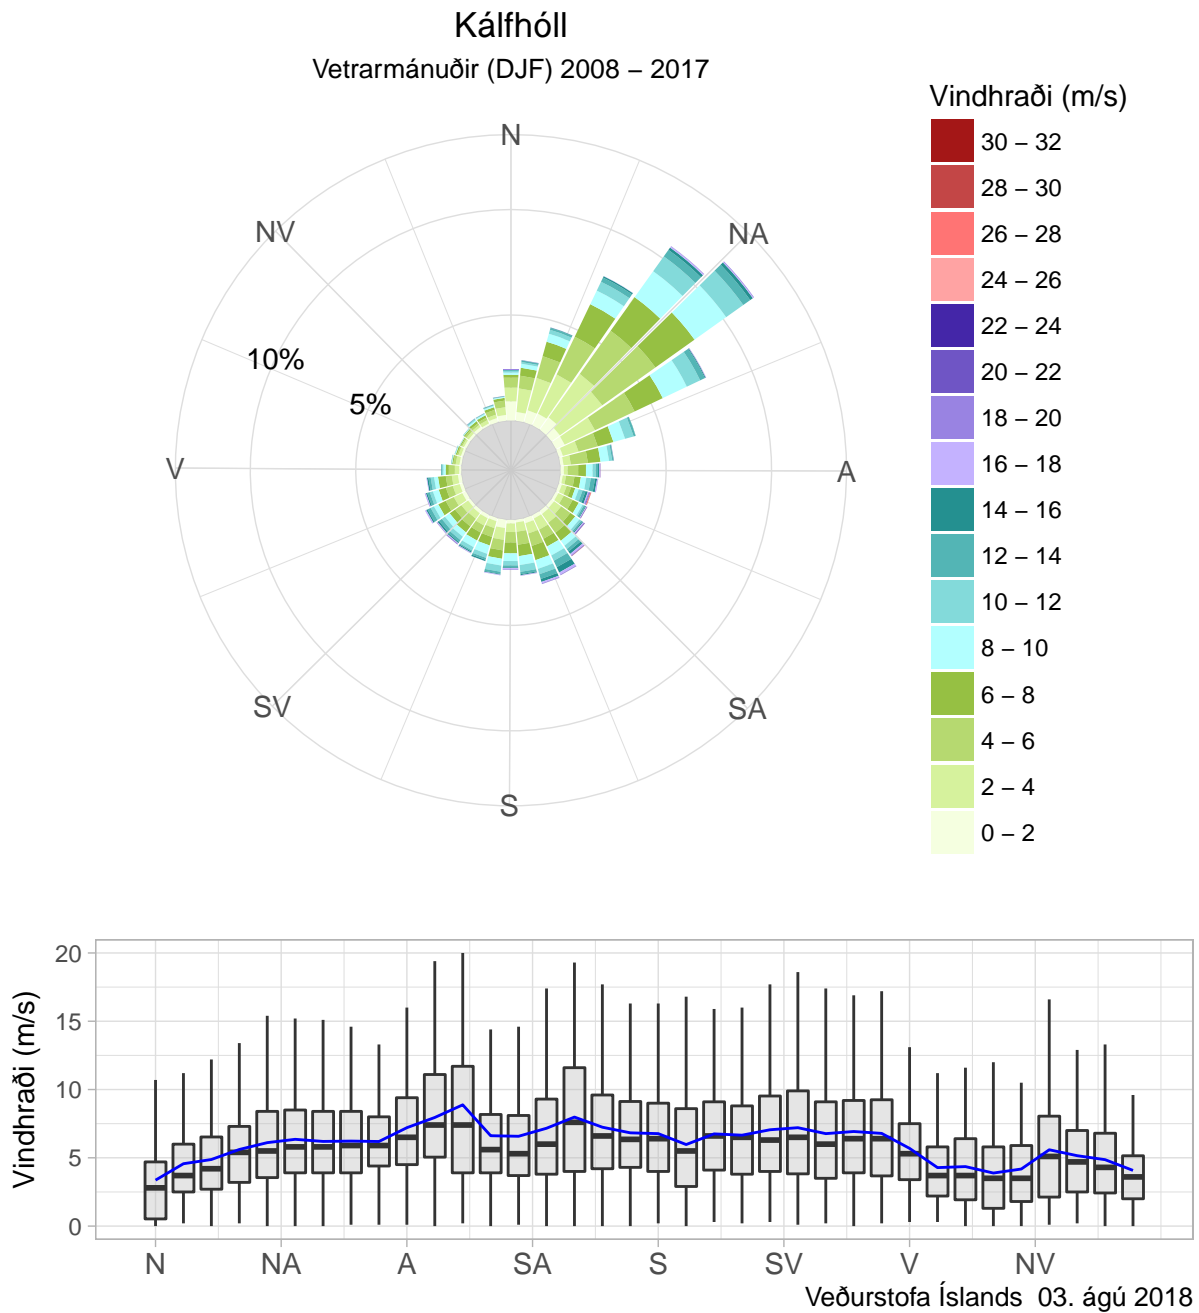 Kálfhóll
Vetrarmánuðir (DJF) 2008 – 2017
N
NV
NA
10%
5%
V
A
SV
SA
S
Vindhraði (m/s)
30 – 32
28 – 30
26 – 28
24 – 26
22 – 24
20 – 22
18 – 20
16 – 18
14 – 16
12 – 14
10 – 12
8 – 10
6 – 8
4 – 6
2 – 4
0 – 2
Vindhraði (m/s)
20
15
10
5
0
N NA A SA S SV V NV
Veðurstofa Íslands 03. ágú 2018